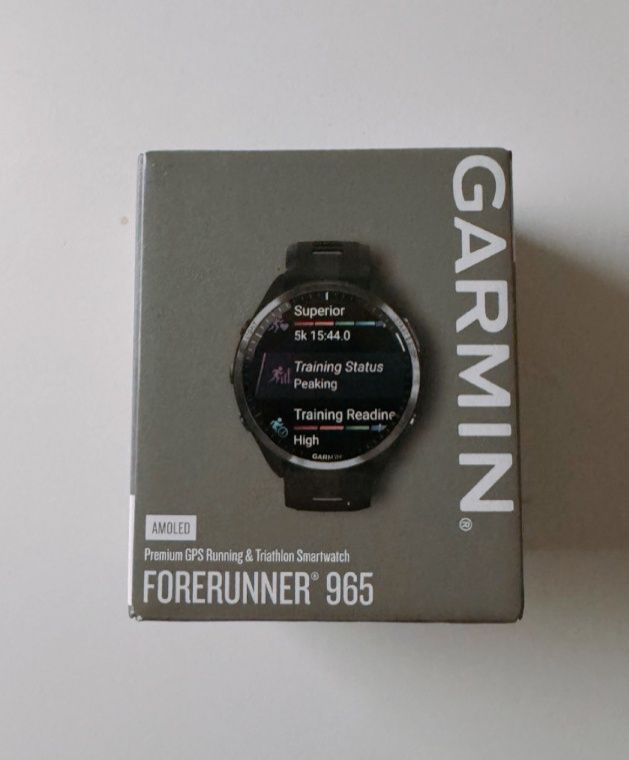 GARMIN®
Superior
5k 15:44.0
Training Status
Peaking
Training Readine
High
GARMIN
AMOLED
Premium GPS Running & Triathlon Smartwatch
FORERUNNER® 965